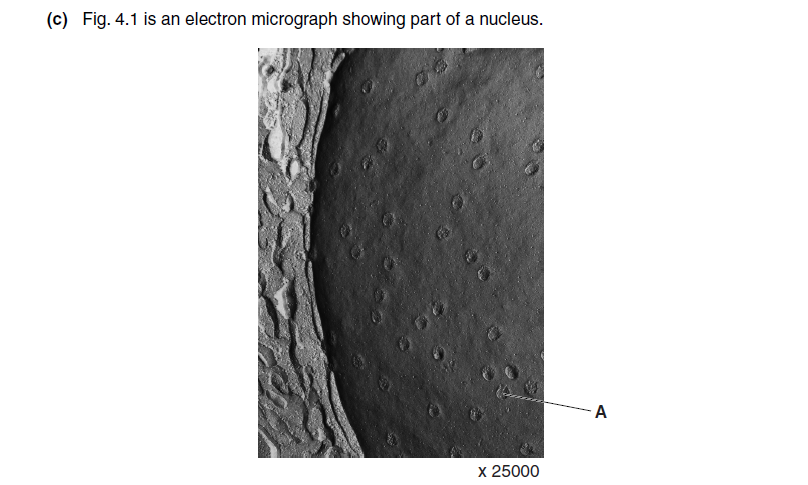 (c) Fig. 4.1 is an electron micrograph showing part of a nucleus.
A
x 25000